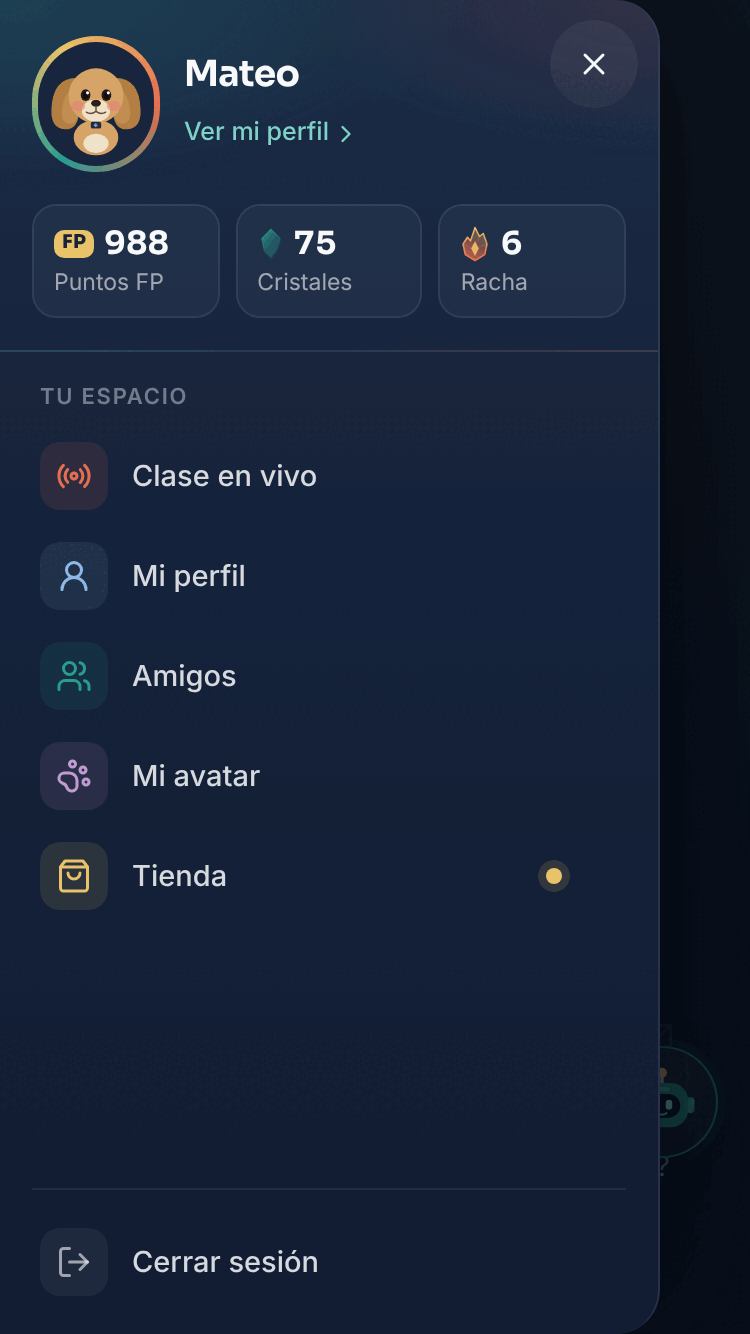 Mateo
Ver mi perfil
FP 988
Puntos FP
75
Cristales
6
Racha
TU ESPACIO
Clase en vivo
Mi perfil
Amigos
Mi avatar
Tienda
?
Cerrar sesión